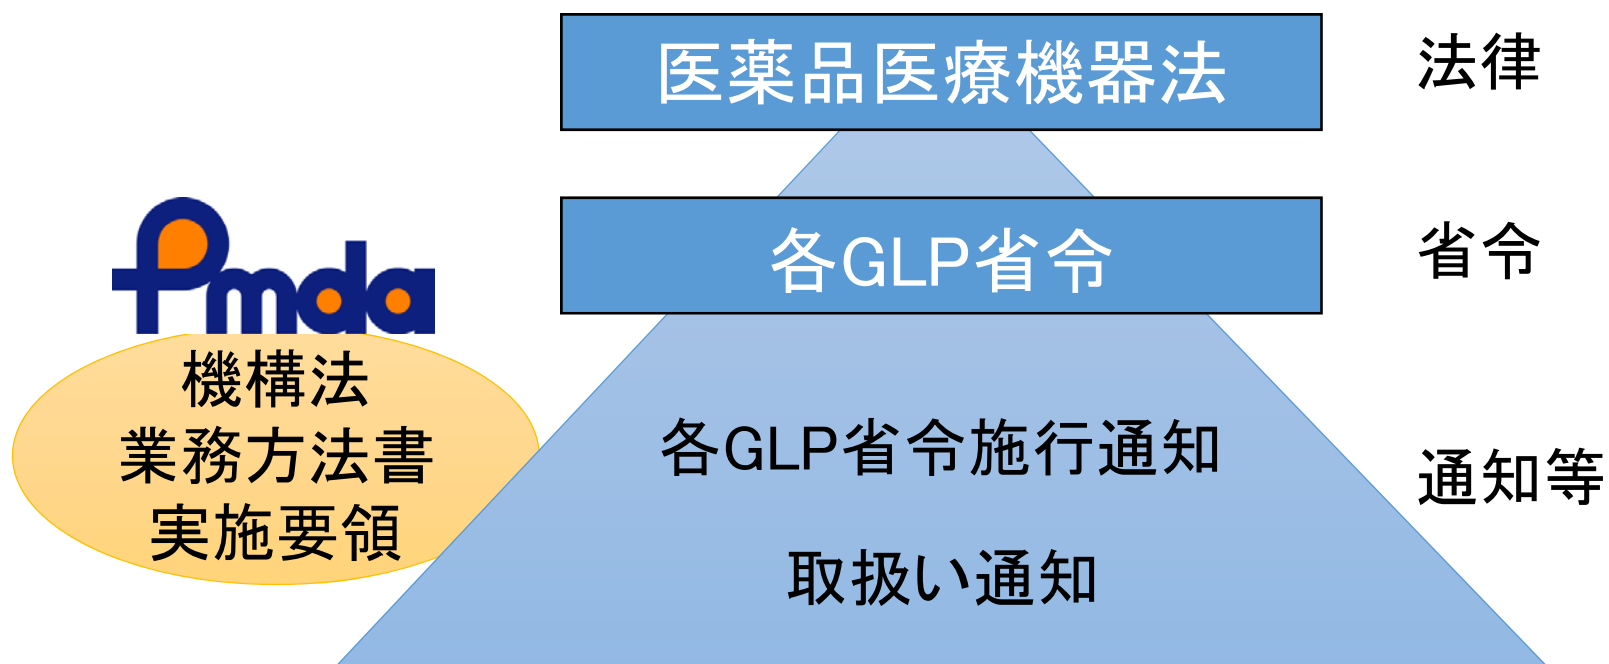 医薬品医療機器法
法律
各GLP省令
省令
pmda
機構法
業務方法書
実施要領
各GLP省令施行通知
取扱い通知
通知等